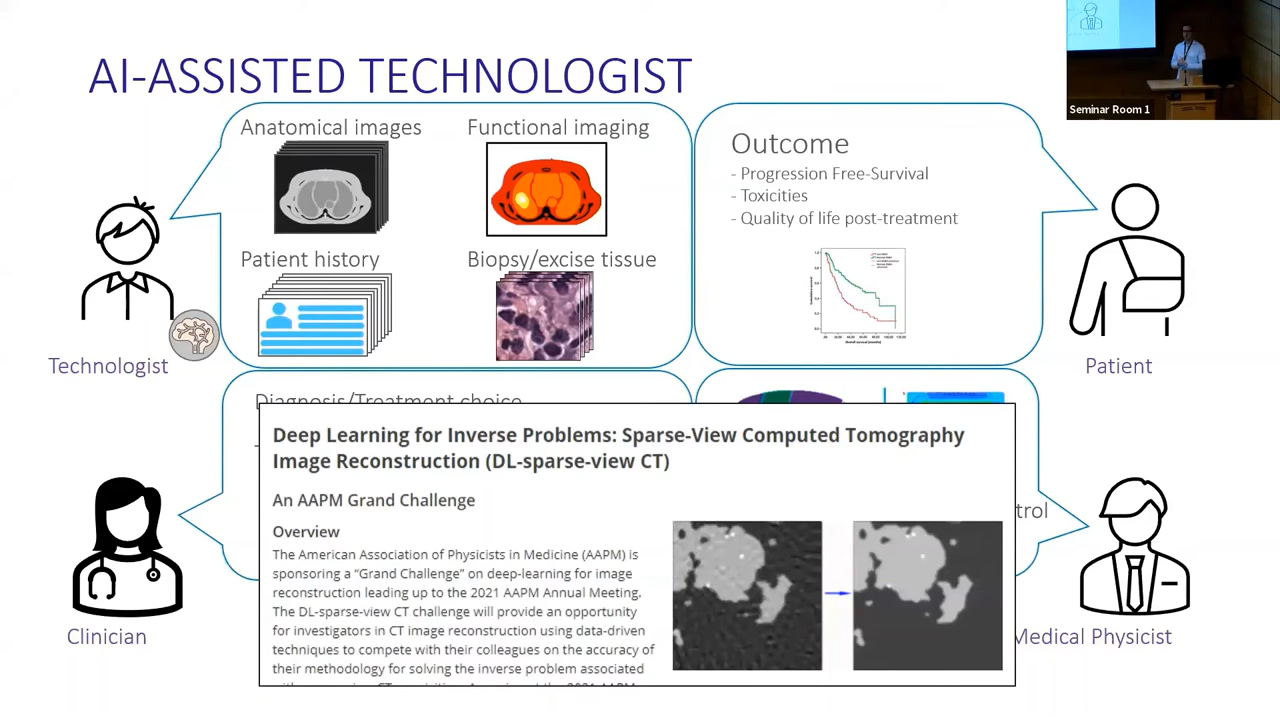 AI-ASSISTED TECHNOLOGIST
Seminar Room 1
Anatomical images
Functional imaging
Patient history
Biopsy/excise tissue
Technologist
Outcome
- Progression Free-Survival
- Toxicities
- Quality of life post-treatment
Patient
Diagnosis/Treatment choice
Deep Learning for Inverse Problems: Sparse-View Computed Tomography
Image Reconstruction (DL-sparse-view CT)
An AAPM Grand Challenge
Overview
The American Association of Physicists in Medicine (AAPM) is
sponsoring a “Grand Challenge” on deep-learning for image
reconstruction leading up to the 2021 AAPM Annual Meeting.
The DL-sparse-view CT challenge will provide an opportunity
for investigators in CT image reconstruction using data-driven
techniques to compete with their colleagues on the accuracy of
their methodology for solving the inverse problem associated
trol
Clinician
Medical Physicist